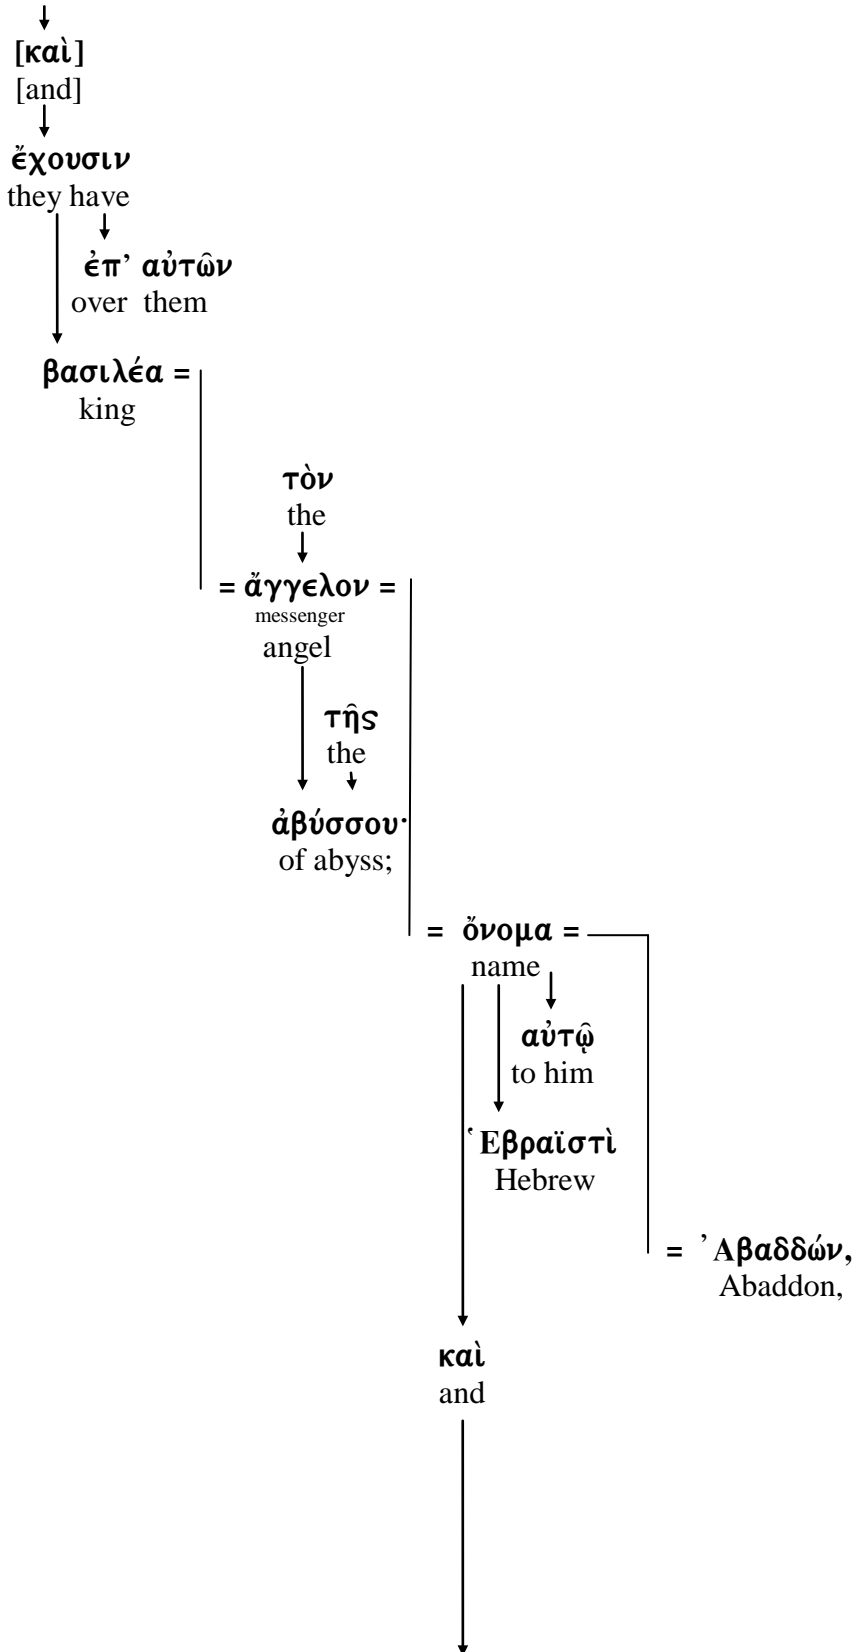 [καὶ]
[and]
ἔχουσιν
they have
ἐπ’ αὐτῶν
over them
βασιλέα =
king
τὸν
the
= ἄγγελον =
messenger
angel
τῆς
the
ἀβύσσου·
of abyss;
= ὄνομα =
name
αὐτῷ
to him
Ἑβραϊστὶ
Hebrew
= Ἀβαδδών,
Abaddon,
καὶ
and